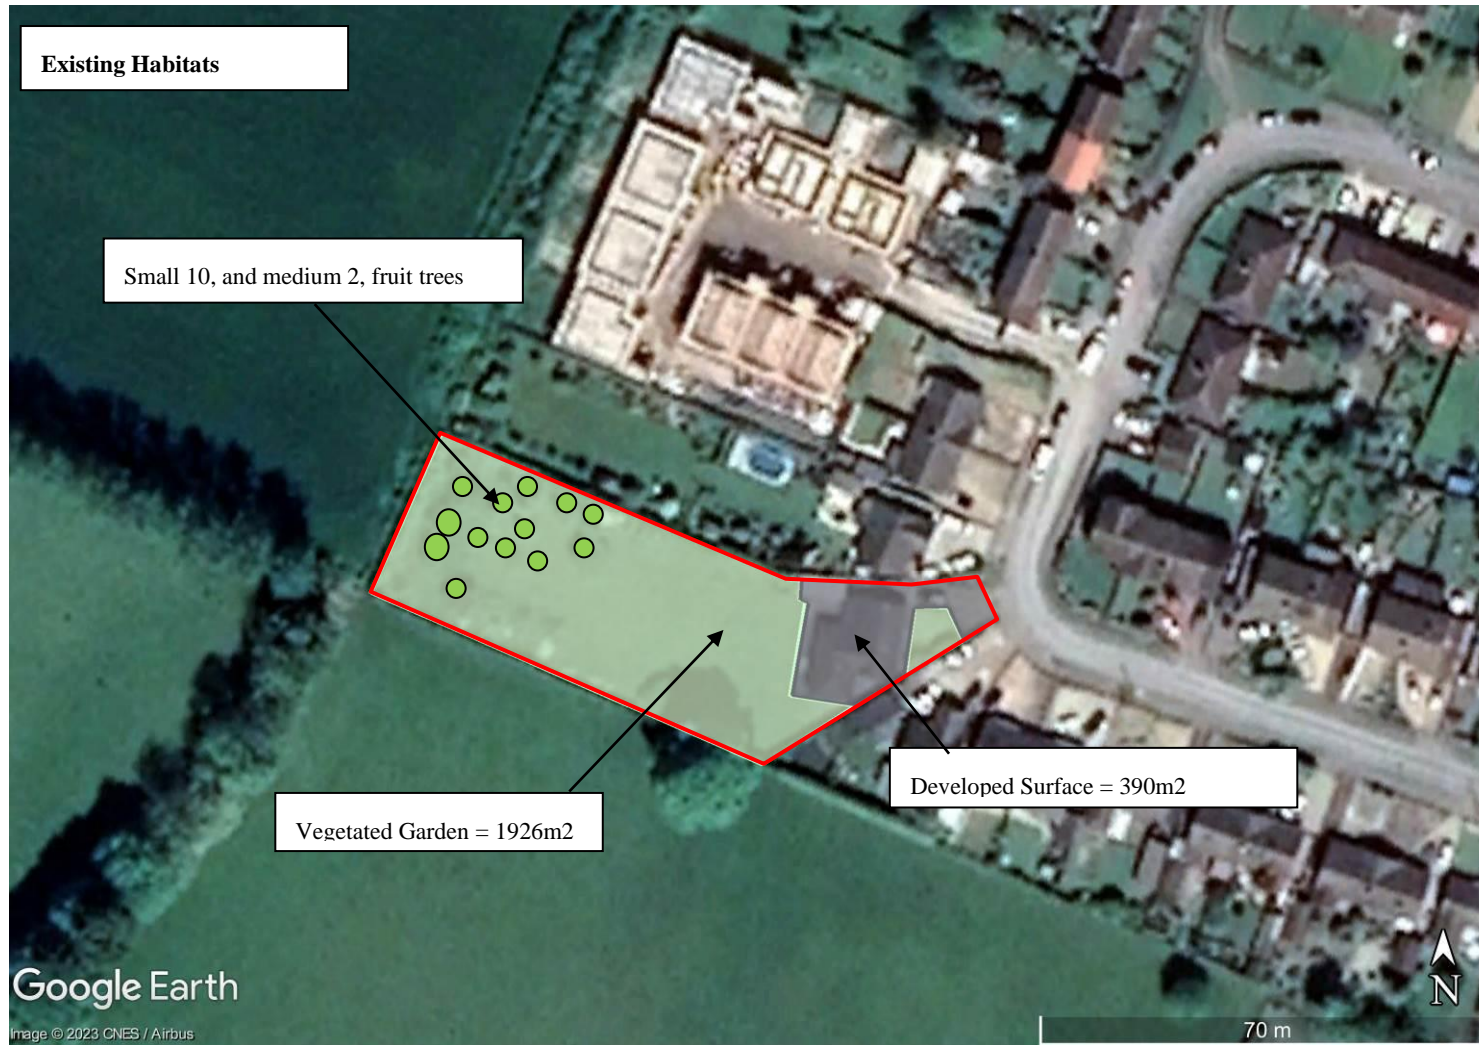 Existing Habitats
Small 10, and medium 2, fruit trees
Vegetated Garden = 1926m2
Developed Surface = 390m2
Google Earth
Image © 2023 CNES / Airbus
N
70 m